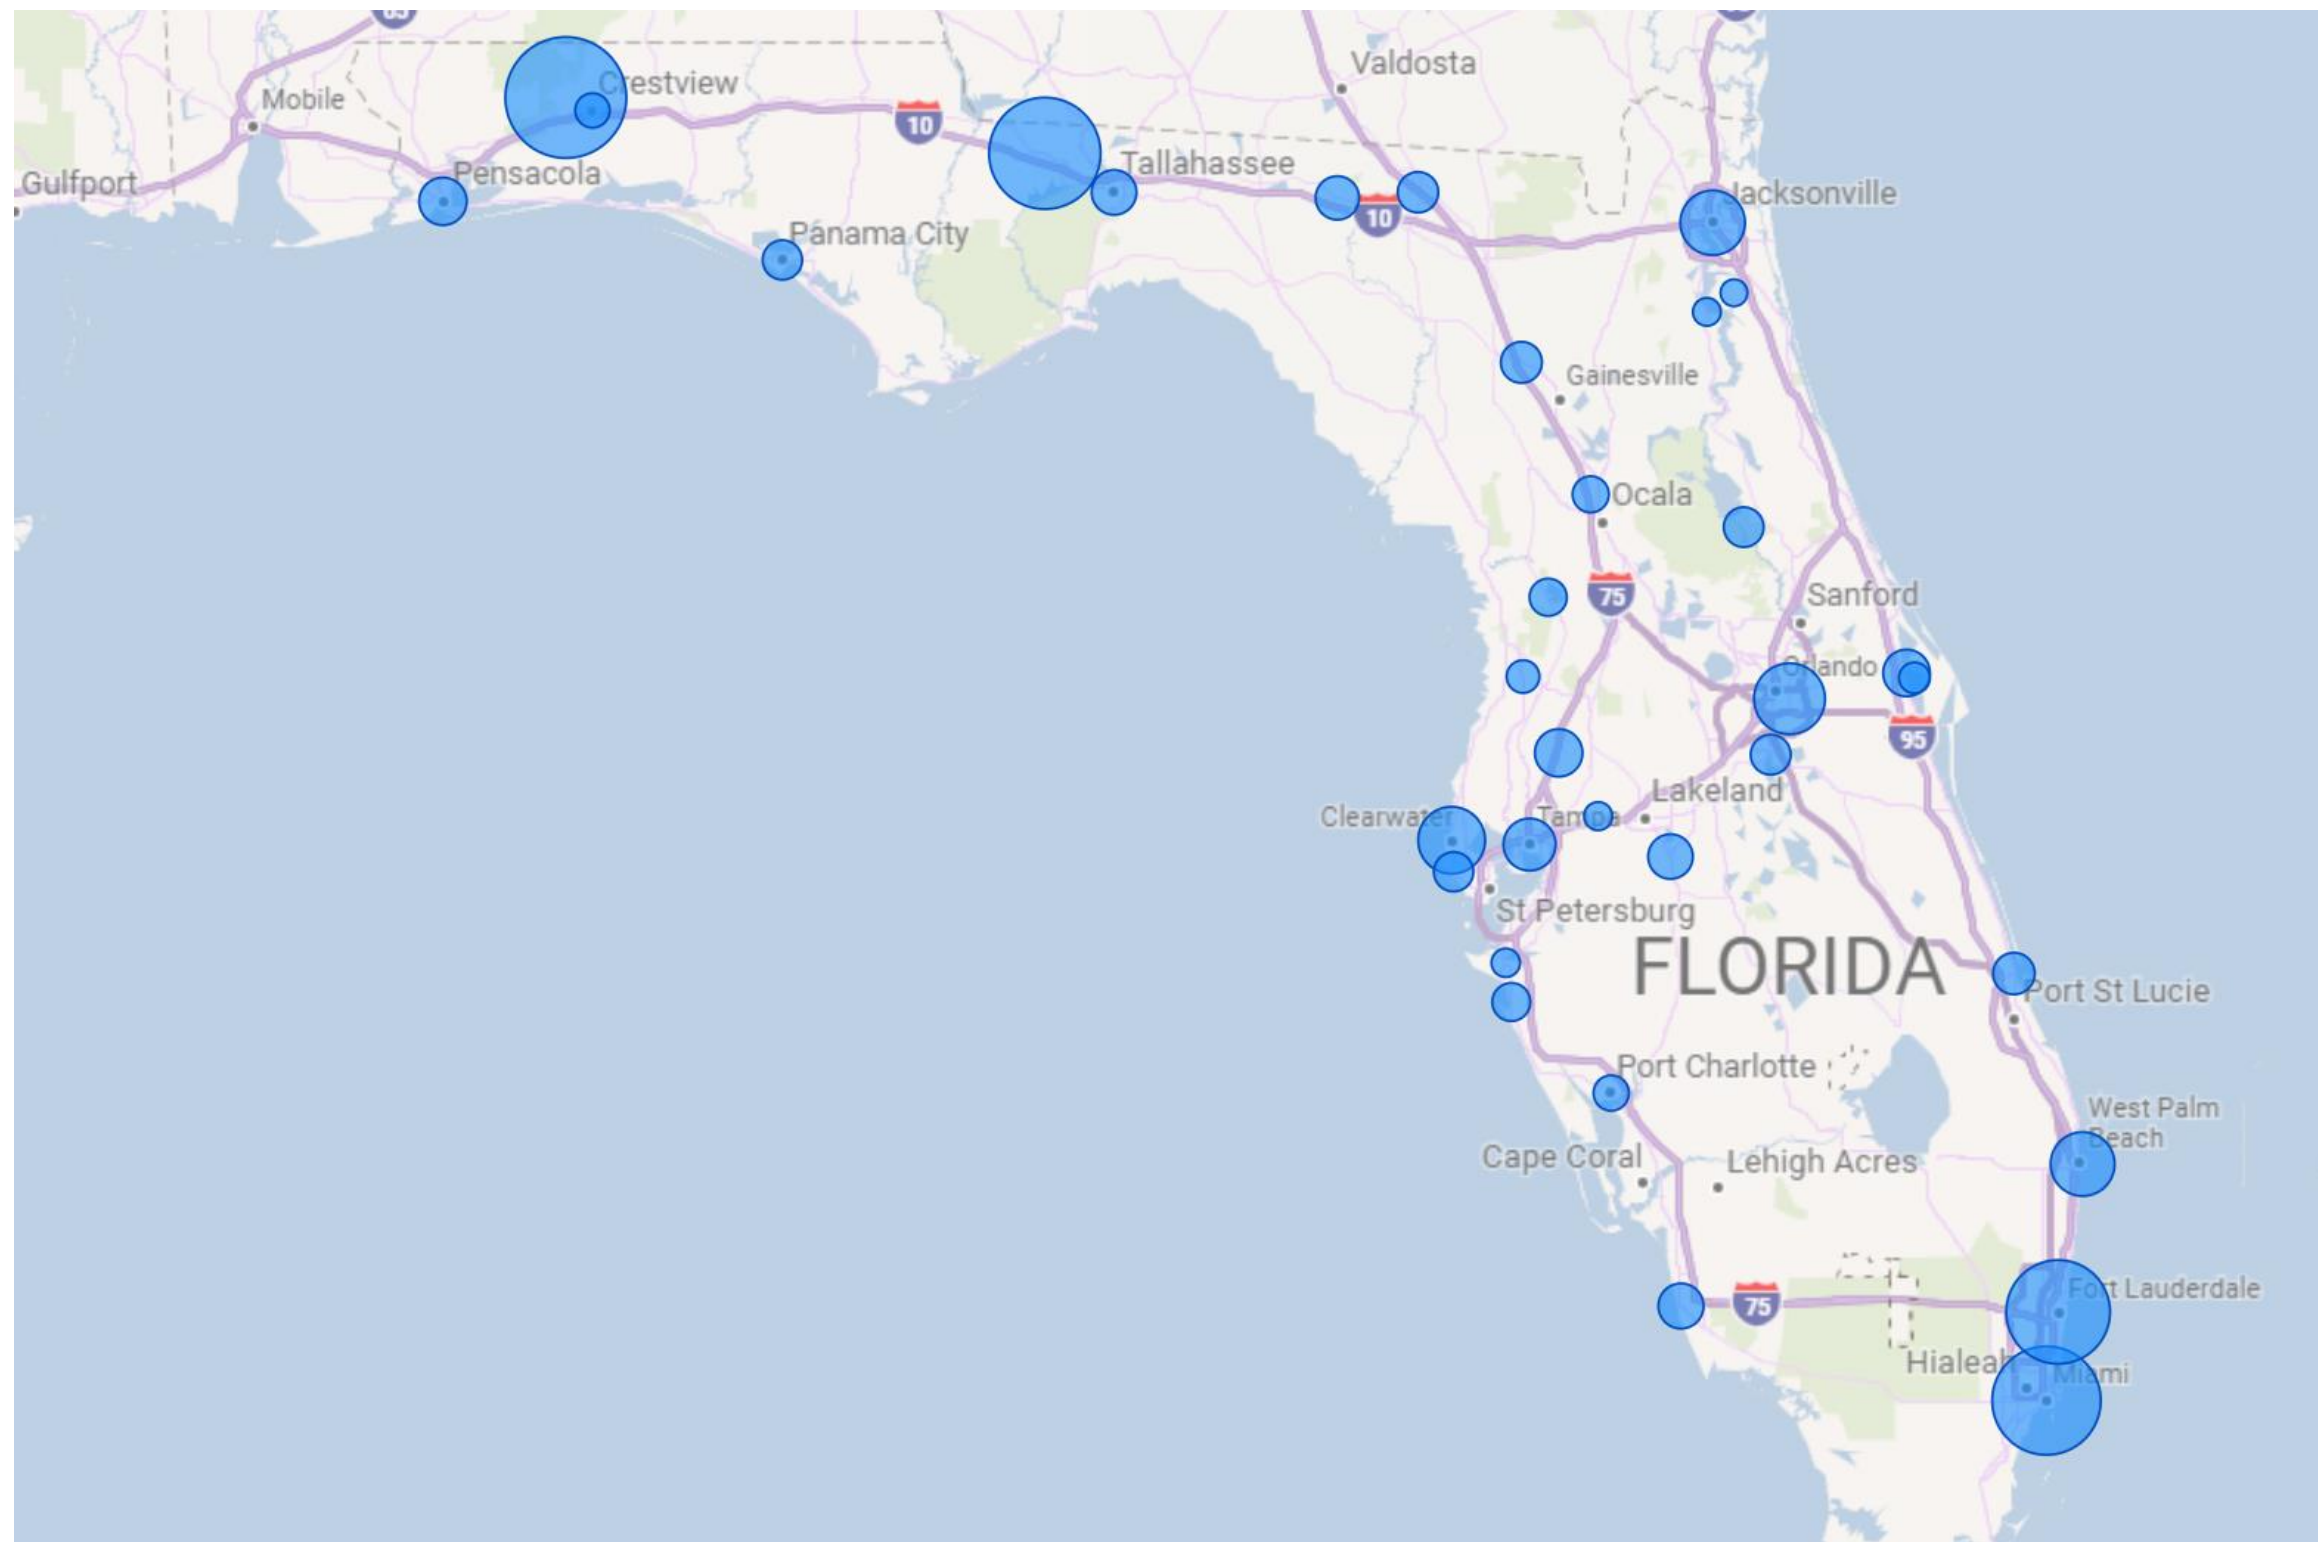 85
Valdosta
Crestview
Mobile
10
Tallahassee
Pensacola
Gulfport
Jacksonville
10
Panama City
Gainesville
Ocala
75
Sanford
Orlando
95
Lakeland
Clearwater
Tampa
St Petersburg
FLORIDA
Port St Lucie
Port Charlotte
West Palm
Beach
Cape Coral
Lehigh Acres
Fort Lauderdale
75
Hialeah
Miami